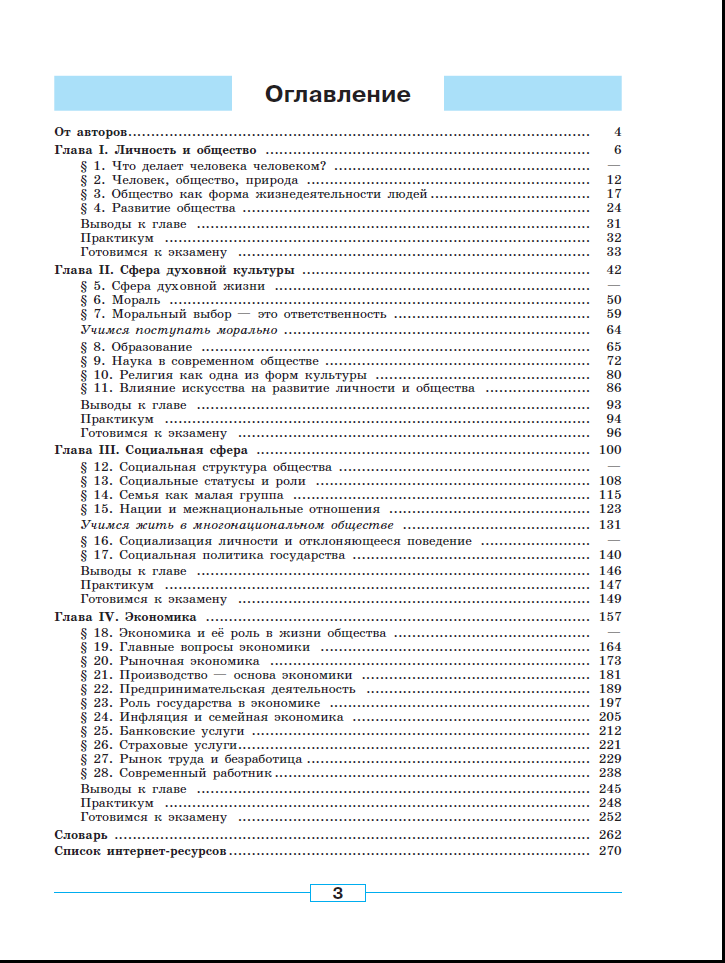 Оглавление
От авторов 4
Глава I. Личность и общество 6
§ 1. Что делает человека человеком? —
§ 2. Человек, общество, природа 12
§ 3. Общество как форма жизнедеятельности людей 17
§ 4. Развитие общества 24
Выводы к главе 31
Практикум 32
Готовимся к экзамену 33
Глава II. Сфера духовной культуры 42
§ 5. Сфера духовной жизни —
§ 6. Мораль 50
§ 7. Моральный выбор — это ответственность 59
Учимся поступать морально 64
§ 8. Образование 65
§ 9. Наука в современном обществе 72
§ 10. Религия как одна из форм культуры 80
§ 11. Влияние искусства на развитие личности и общества 86
Выводы к главе 93
Практикум 94
Готовимся к экзамену 96
Глава III. Социальная сфера 100
§ 12. Социальная структура общества —
§ 13. Социальные статусы и роли 108
§ 14. Семья как малая группа 115
§ 15. Нации и межнациональные отношения 123
Учимся жить в многонациональном обществе 131
§ 16. Социализация личности и отклоняющееся поведение —
§ 17. Социальная политика государства 140
Выводы к главе 146
Практикум 147
Готовимся к экзамену 149
Глава IV. Экономика 157
§ 18. Экономика и её роль в жизни общества —
§ 19. Главные вопросы экономики 164
§ 20. Рыночная экономика 173
§ 21. Производство — основа экономики 181
§ 22. Предпринимательская деятельность 189
§ 23. Роль государства в экономике 197
§ 24. Инфляция и семейная экономика 205
§ 25. Банковские услуги 212
§ 26. Страховые услуги 221
§ 27. Рынок труда и безработица 229
§ 28. Современный работник 238
Выводы к главе 245
Практикум 248
Готовимся к экзамену 252
Словарь 262
Список интернет-ресурсов 270
3